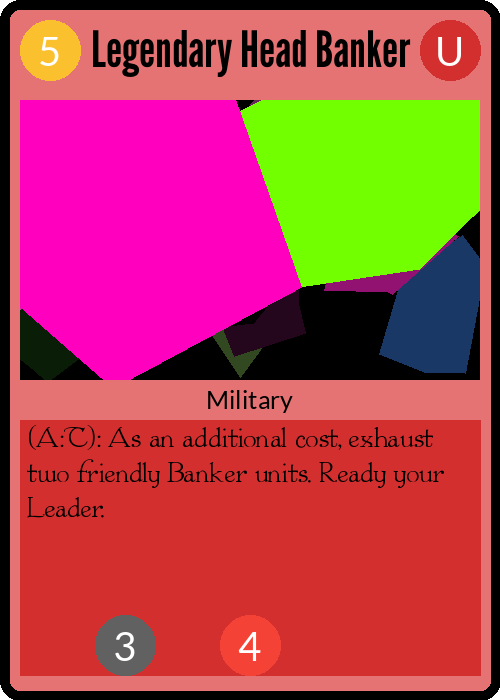 5 Legendary Head Banker U
Military
(A:T): As an additional cost, exhaust
two friendly Banker units. Ready your
Leader.
3 4